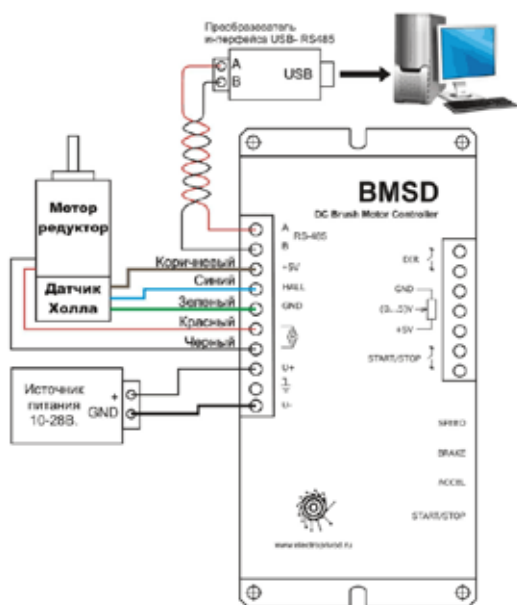 Преобразователь
интерфейса USB- RS485
A
B
USB
BMSD
DC Brush Motor Controller
Мотор
редуктор
Датчик
Холла
Коричневый
Синий
Зеленый
Красный
Черный
A
RS-485
B
+5V
HALL
GND
U+
U-
DIR
GND
(0...5)V
+5V
START/STOP
Источник
питания
10-28В.
+
GND
SPEED
BRAKE
ACCEL
START/STOP
www.electroprivod.ru